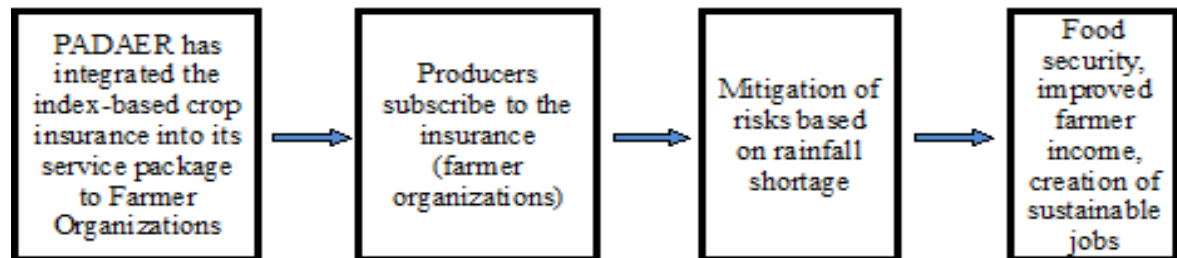 PADAER has
integrated the
index-based crop
insurance into its
service package
to Farmer
Organizations
Producers
subscribe to the
insurance
(farmer
organizations)
Mitigation of
risks based
on rainfall
shortage
Food
security,
improved
farmer
income,
creation of
sustainable
jobs